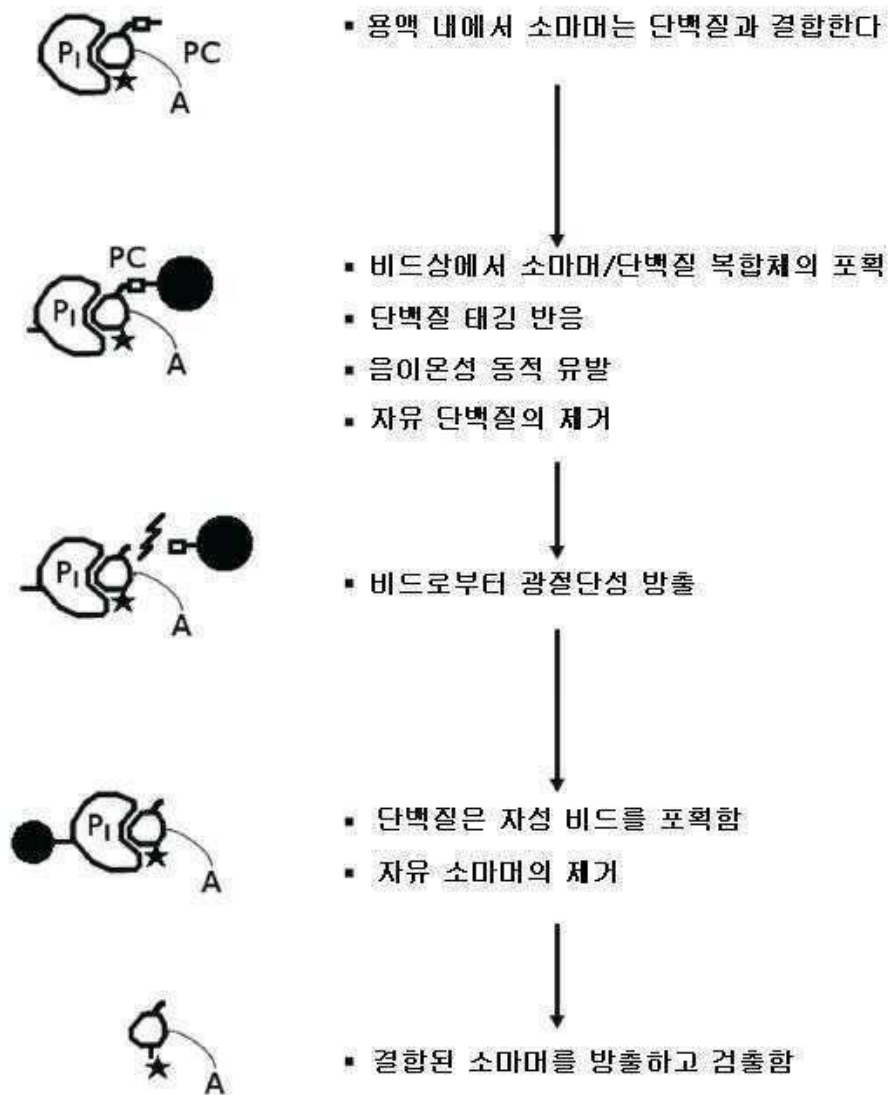 P_I PC A
▪ 용액 내에서 소마머는 단백질과 결합한다
PC
P_I A
▪ 비드상에서 소마머/단백질 복합체의 포획
▪ 단백질 태깅 반응
▪ 음이온성 동적 유발
▪ 자유 단백질의 제거
P_I A
▪ 비드로부터 광절단성 방출
P_I A
▪ 단백질은 자성 비드를 포획함
▪ 자유 소마머의 제거
A
▪ 결합된 소마머를 방출하고 검출함